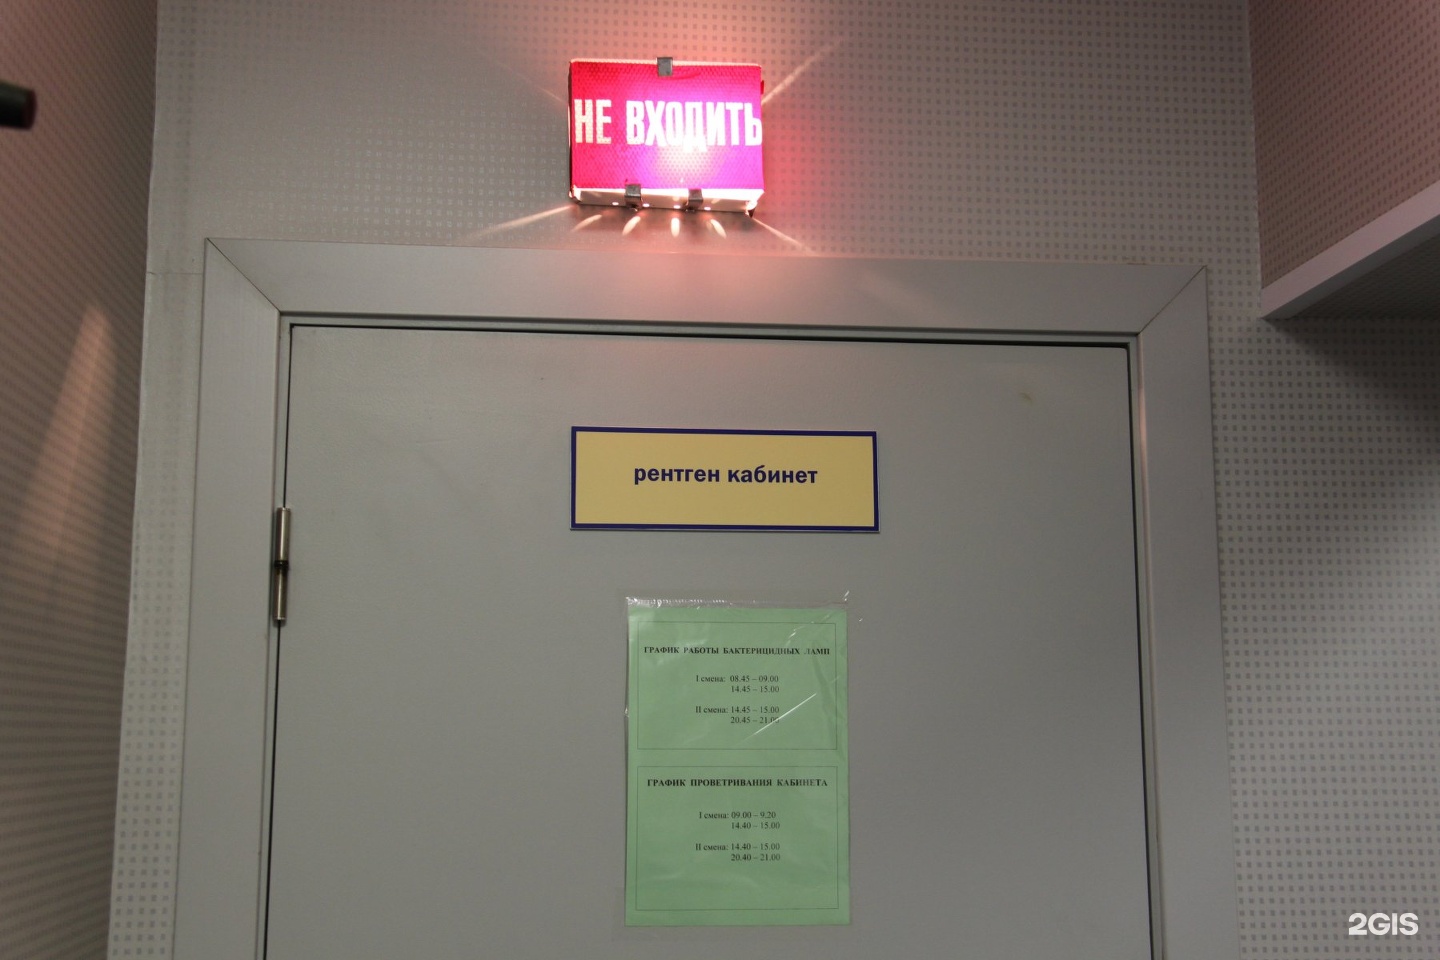 НЕ ВХОДИТЬ
рентген кабинет
ГРАФИК РАБОТЫ БАКТЕРИЦИДНЫХ ЛАМП
I смена: 08.45 – 09.00
14.45 – 15.00
II смена: 14.45 – 15.00
20.45 – 21.00
ГРАФИК ПРОВЕТРИВАНИЯ КАБИНЕТА
I смена: 09.00 – 9.20
14.40 – 15.00
II смена: 14.40 – 15.00
20.40 – 21.00
2GIS